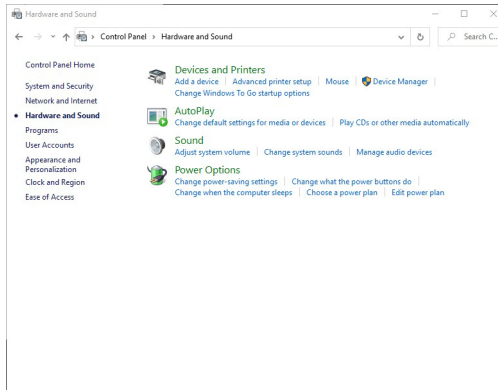 Hardware and Sound
Control Panel > Hardware and Sound
Search C...
Control Panel Home
System and Security
Network and Internet
Hardware and Sound
Programs
User Accounts
Appearance and
Personalization
Clock and Region
Ease of Access
Devices and Printers
Add a device | Advanced printer setup | Mouse | Device Manager |
Change Windows To Go startup options
AutoPlay
Change default settings for media or devices | Play CDs or other media automatically
Sound
Adjust system volume | Change system sounds | Manage audio devices
Power Options
Change power-saving settings | Change what the power buttons do |
Change when the computer sleeps | Choose a power plan | Edit power plan